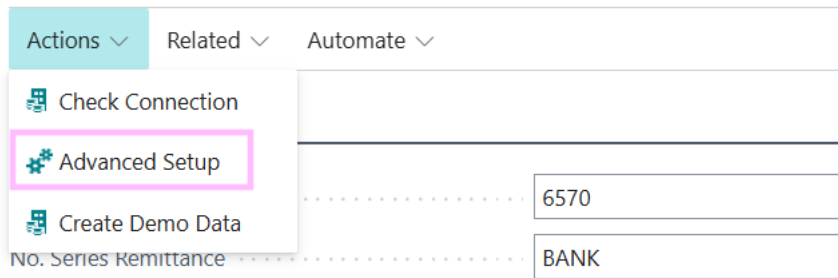 Actions Related Automate
Check Connection
Advanced Setup
6570
Create Demo Data
No. Series Remittance BANK